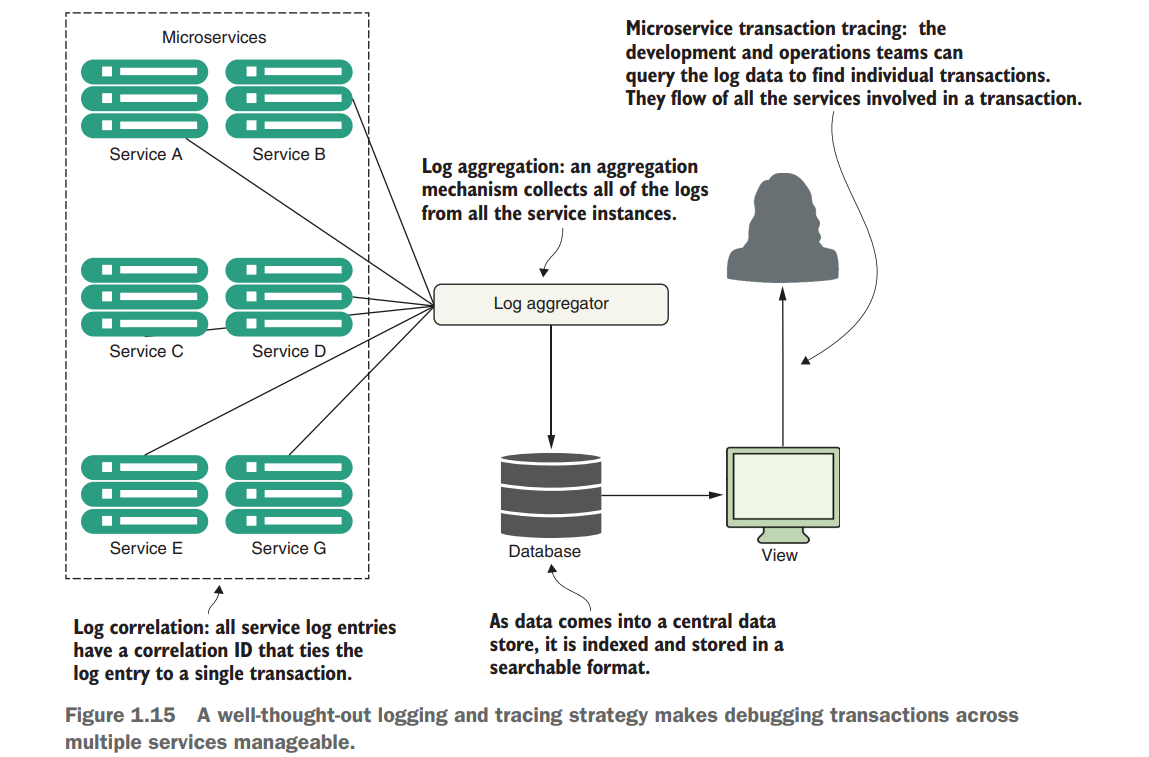 Microservices
Service A
Service B
Service C
Service D
Service E
Service G
Microservice transaction tracing: the
development and operations teams can
query the log data to find individual transactions.
They flow of all the services involved in a transaction.
Log aggregation: an aggregation
mechanism collects all of the logs
from all the service instances.
Log aggregator
Database
View
Log correlation: all service log entries
have a correlation ID that ties the
log entry to a single transaction.
As data comes into a central data
store, it is indexed and stored in a
searchable format.
Figure 1.15 A well-thought-out logging and tracing strategy makes debugging transactions across
multiple services manageable.